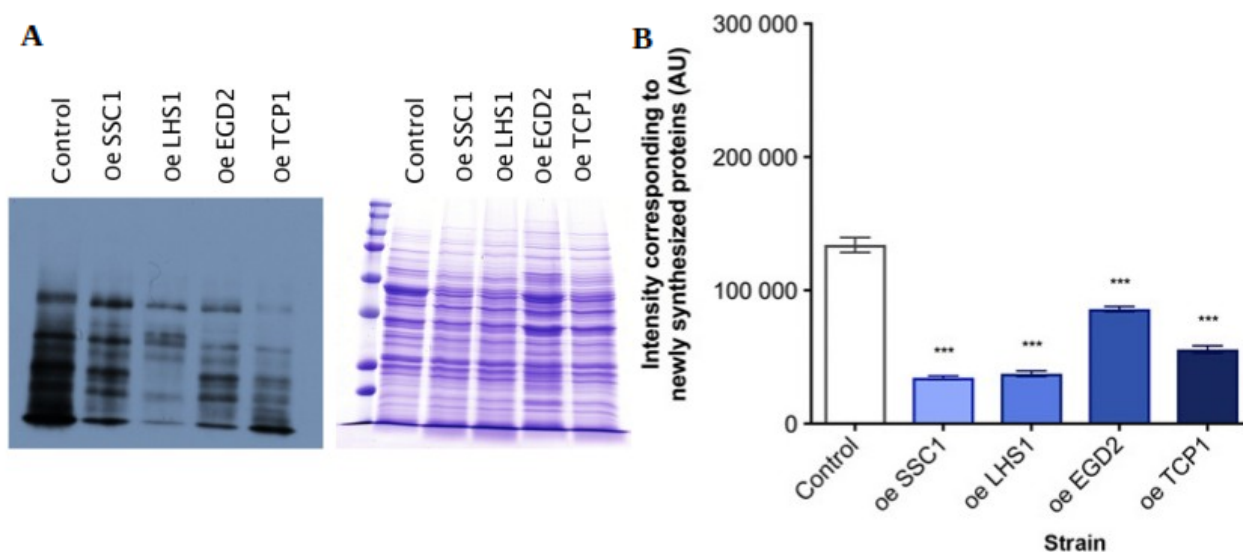 A
Control
oe SSC1
oe LHS1
oe EGD2
oe TCP1
Control
oe SSC1
oe LHS1
oe EGD2
oe TCP1
B
Intensity corresponding to
newly synthesized proteins (AU)
300 000
200 000
100 000
0
***
***
***
***
Control
oe SSC1
oe LHS1
oe EGD2
oe TCP1
Strain